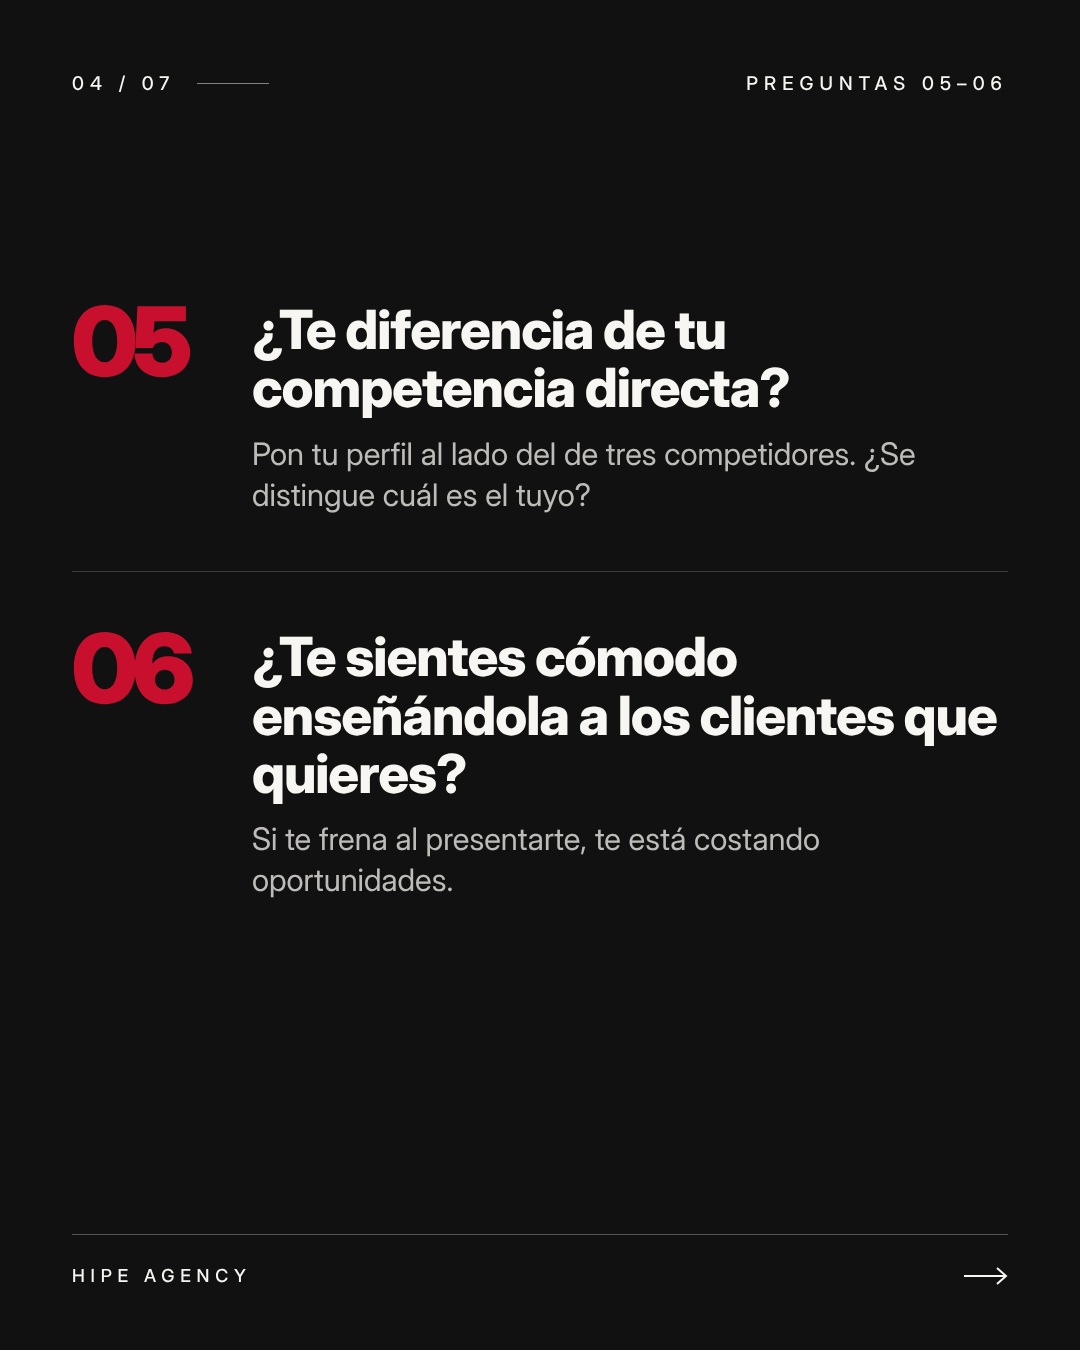 04 / 07
PREGUNTAS 05–06
05
¿Te diferencia de tu
competencia directa?
Pon tu perfil al lado del de tres competidores. ¿Se
distingue cuál es el tuyo?
06
¿Te sientes cómodo
enseñándola a los clientes que
quieres?
Si te frena al presentarte, te está costando
oportunidades.
HIPE AGENCY